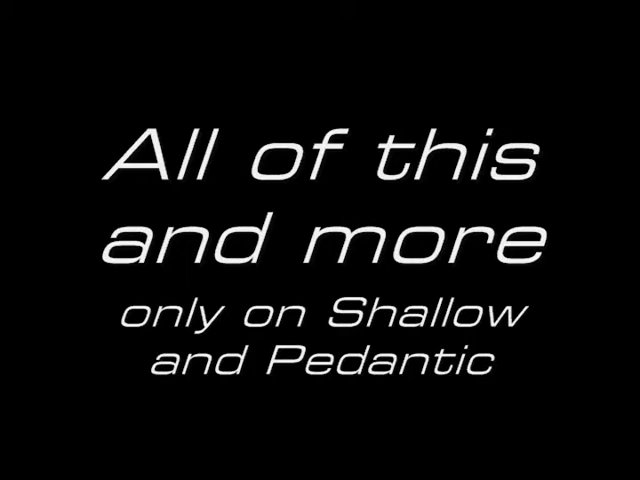 All of this
and more
only on Shallow
and Pedantic